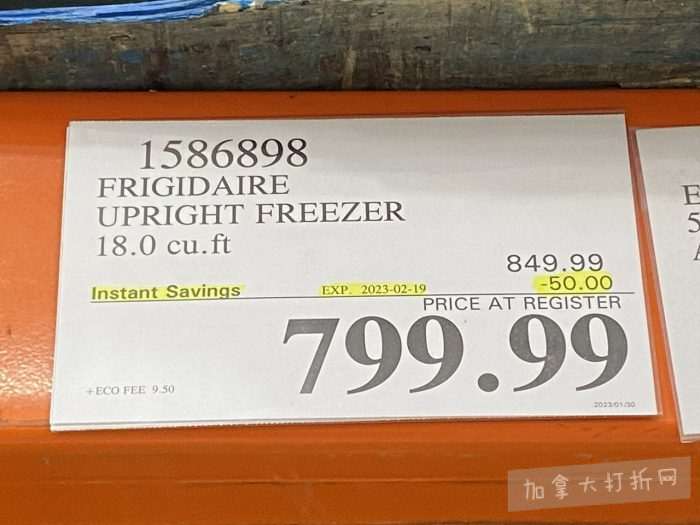 1586898
FRIGIDAIRE
UPRIGHT FREEZER
18.0 cu.ft
849.99
Instant Savings EXP. 2023-02-19 -50.00
PRICE AT REGISTER
799.99
+ECO FEE 9.50
2023/01/30
E
5
A
加拿大打折网